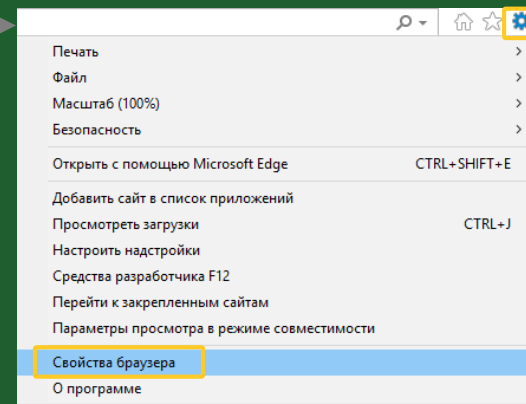 Печать
Файл
Масштаб (100%)
Безопасность
Открыть с помощью Microsoft Edge CTRL+SHIFT+E
Добавить сайт в список приложений
Просмотреть загрузки CTRL+J
Настроить надстройки
Средства разработчика F12
Перейти к закрепленным сайтам
Параметры просмотра в режиме совместимости
Свойства браузера
О программе